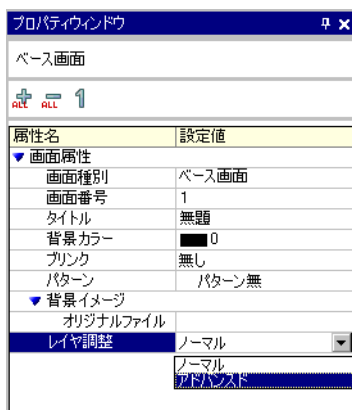 プロパティウィンドウ
ベース画面
ALL ALL 1
属性名 設定値
画面属性
画面種別 ベース画面
画面番号 1
タイトル 無題
背景カラー 0
ブリンク 無し
パターン パターン無
背景イメージ
オリジナルファイル
レイヤ調整 ノーマル
ノーマル
アドバンスド